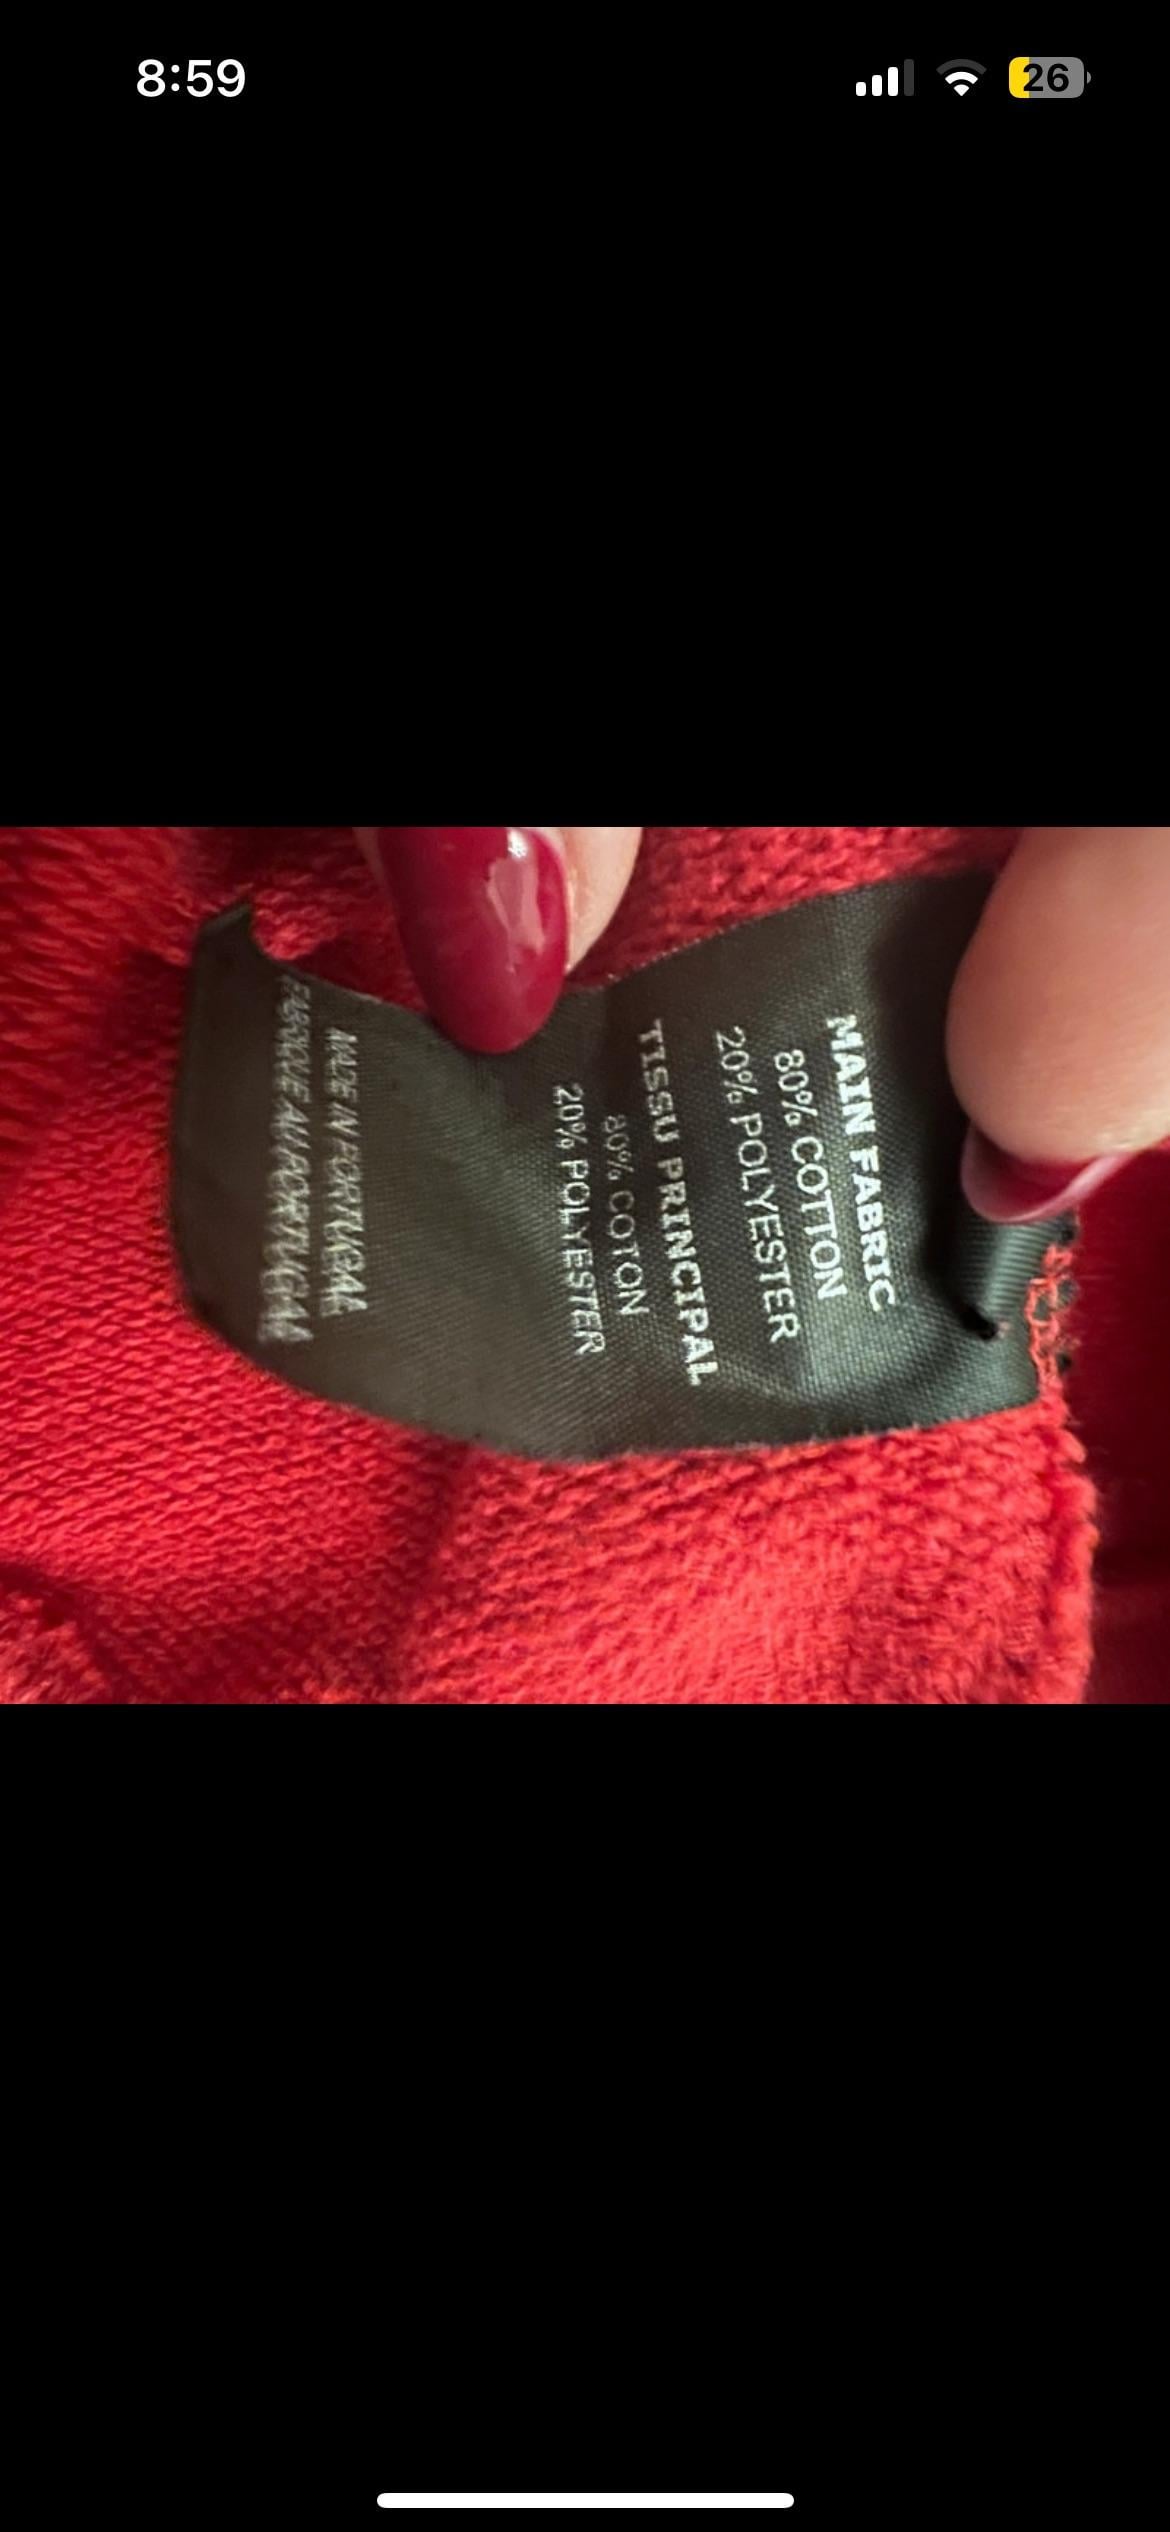 8:59
26
MAIN FABRIC
80% COTTON
20% POLYESTER
TISSU PRINCIPAL
80% COTON
20% POLYESTER
MADE IN PORTUGAL
FABRIQUE AU PORTUGAL